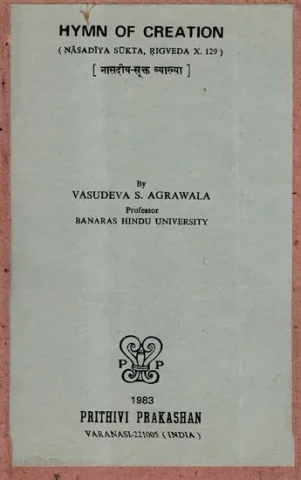 HYMN OF CREATION
( NĀSADĪYA SŪKTA, ṚIGVEDA X. 129 )
[ नासदीय-सूक्त व्याख्या ]
By
VASUDEVA S. AGRAWALA
Professor
BANARAS HINDU UNIVERSITY
P P
1983
PRITHIVI PRAKASHAN
VARANASI-221005 ( INDIA )